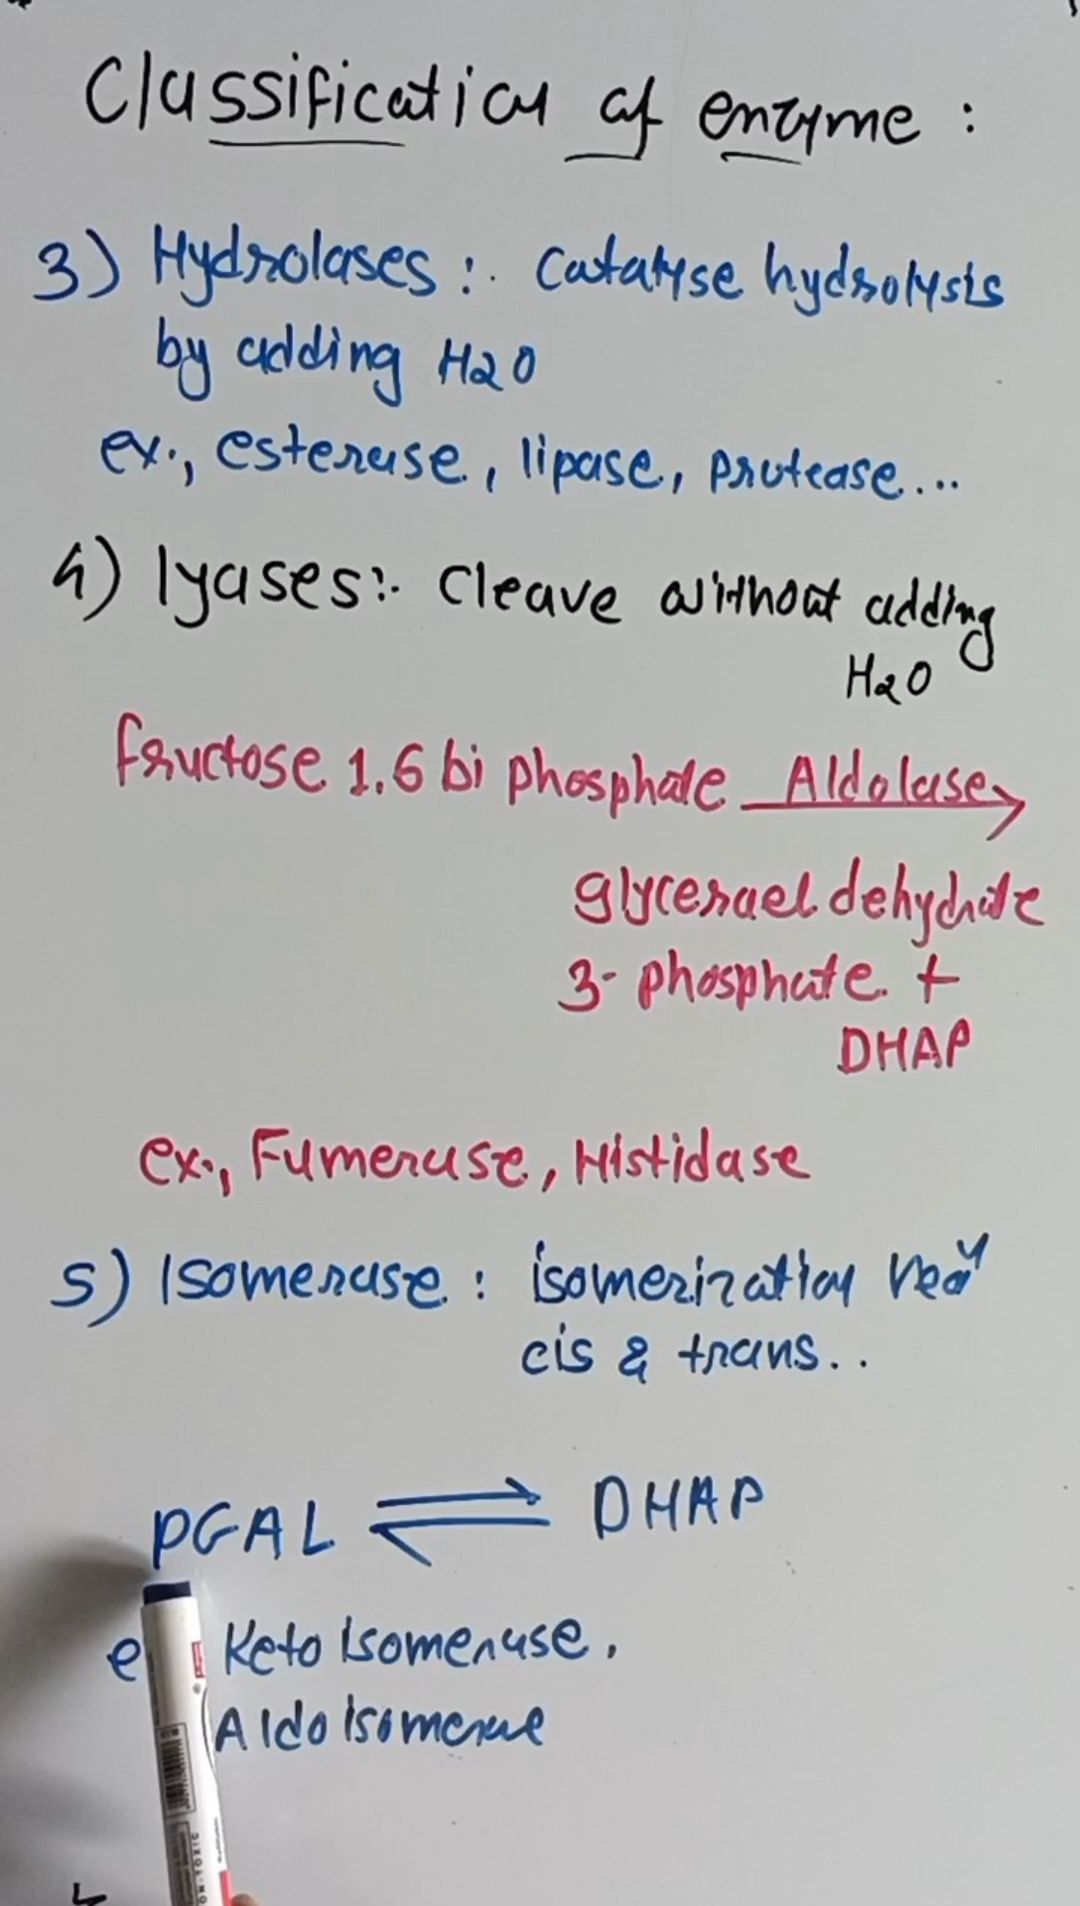 Classification of enzyme :
3) Hydrolases :. Catalyse hydrolysis
by adding H2O
ex., esterase, lipase, protease...
4) lyases:. Cleave without adding
H2O
fructose 1,6 bi phosphate Aldolase
glyceraeldehydrate
3- phosphate +
DHAP
ex., Fumerase, Histidase
5) Isomerase : isomerization
cis & trans..
PGAL ⇌ DHAP
Keto Isomerase,
Aldo isomerase